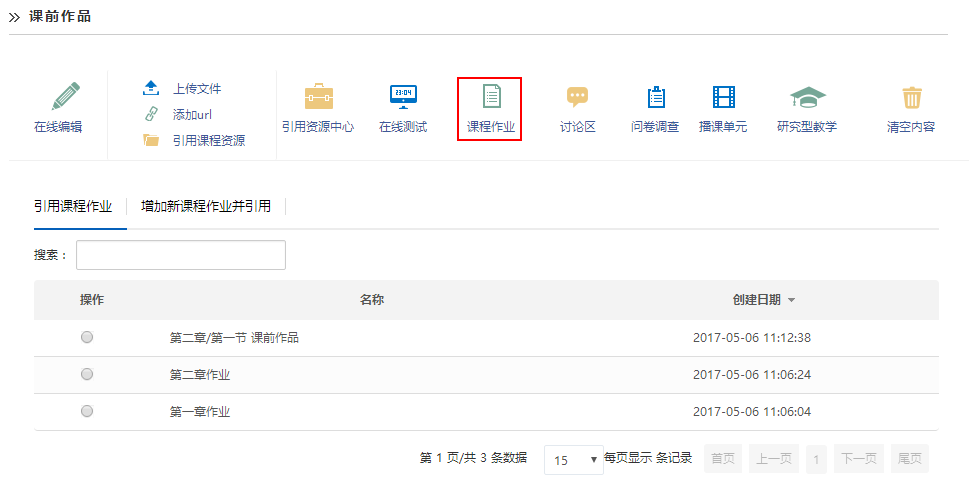 课前作品
上传文件
添加url
引用课程资源
23:04
在线编辑 引用资源中心 在线测试 课程作业 讨论区 问卷调查 播课单元 研究型教学 清空内容
引用课程作业 增加新课程作业并引用
搜索：
操作 名称 创建日期
第二章/第一节 课前作品 2017-05-06 11:12:38
第二章作业 2017-05-06 11:06:24
第一章作业 2017-05-06 11:06:04
第 1 页/共 3 条数据 15 每页显示 条记录 首页 上一页 1 下一页 尾页